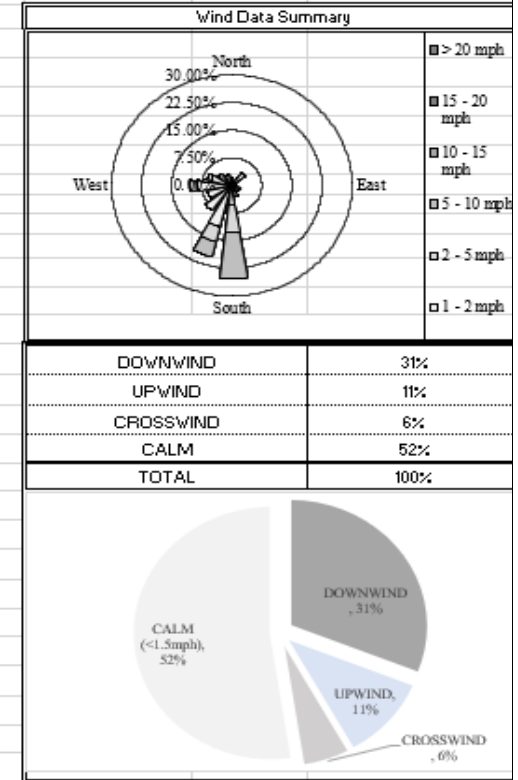 Wind Data Summary
North
30.00%
22.50%
15.00%
7.50%
West
East
South
> 20 mph
15 - 20
mph
10 - 15
mph
5 - 10 mph
2 - 5 mph
1 - 2 mph
DOWNWIND 31%
UPWIND 11%
CROSSWIND 6%
CALM 52%
TOTAL 100%
DOWNWIND
, 31%
CALM
(<1.5mph),
52%
UPWIND,
11%
CROSSWIND
, 6%